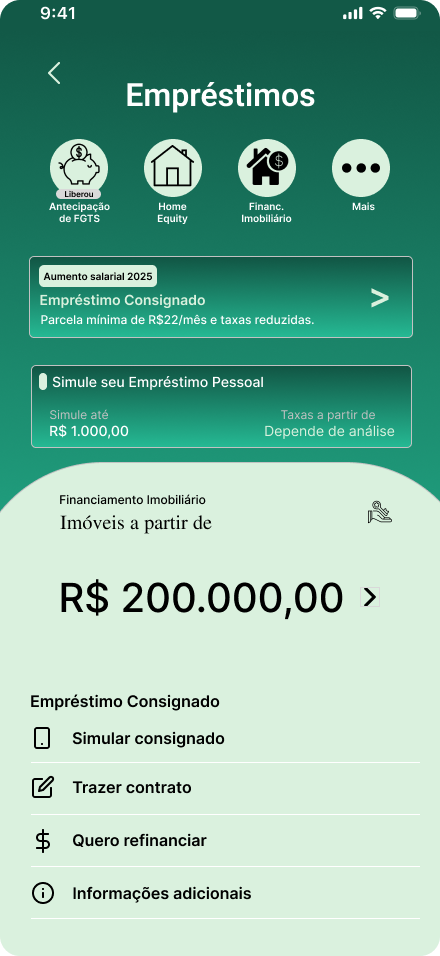 9:41
Empréstimos
Liberou
Antecipação
de FGTS
Home
Equity
Financ.
Imobiliário
Mais
Aumento salarial 2025
Empréstimo Consignado
Parcela mínima de R$22/mês e taxas reduzidas.
Simule seu Empréstimo Pessoal
Simule até
R$ 1.000,00
Taxas a partir de
Depende de análise
Financiamento Imobiliário
Imóveis a partir de
R$ 200.000,00
Empréstimo Consignado
Simular consignado
Trazer contrato
Quero refinanciar
Informações adicionais